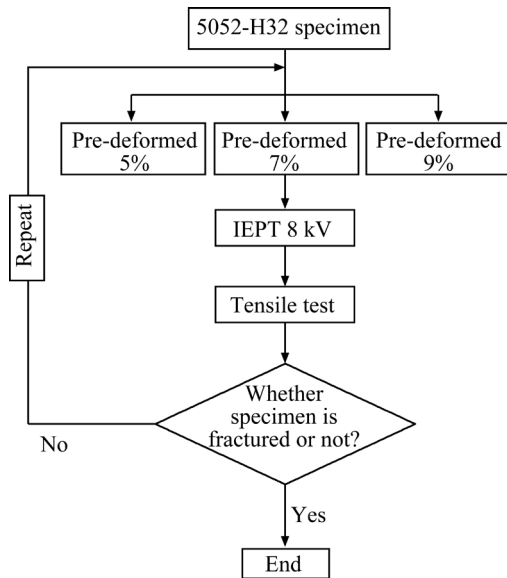 5052-H32 specimen
Pre-deformed
5%
Pre-deformed
7%
Pre-deformed
9%
Repeat
IEPT 8 kV
Tensile test
Whether
specimen is
fractured or not?
No
Yes
End